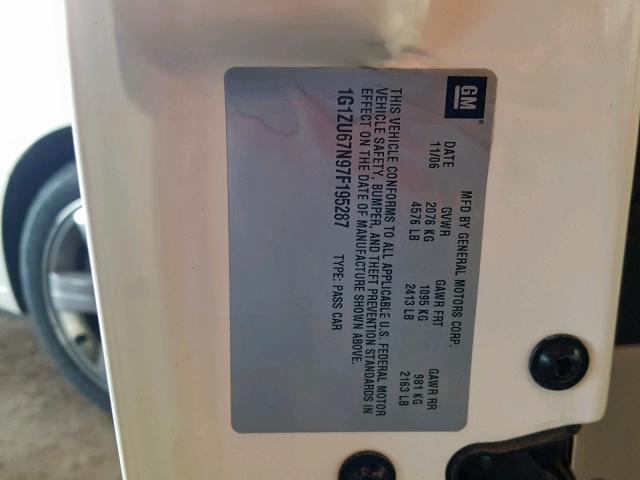 GM
MFD BY GENERAL MOTORS CORP.
DATE GVWR GAWR FRT GAWR RR
11/06 2076 KG 1095 KG 981 KG
4576 LB 2413 LB 2163 LB
THIS VEHICLE CONFORMS TO ALL APPLICABLE U.S. FEDERAL MOTOR
VEHICLE SAFETY, BUMPER, AND THEFT PREVENTION STANDARDS IN
EFFECT ON THE DATE OF MANUFACTURE SHOWN ABOVE.
1G1ZU67N97F195287 TYPE: PASS CAR